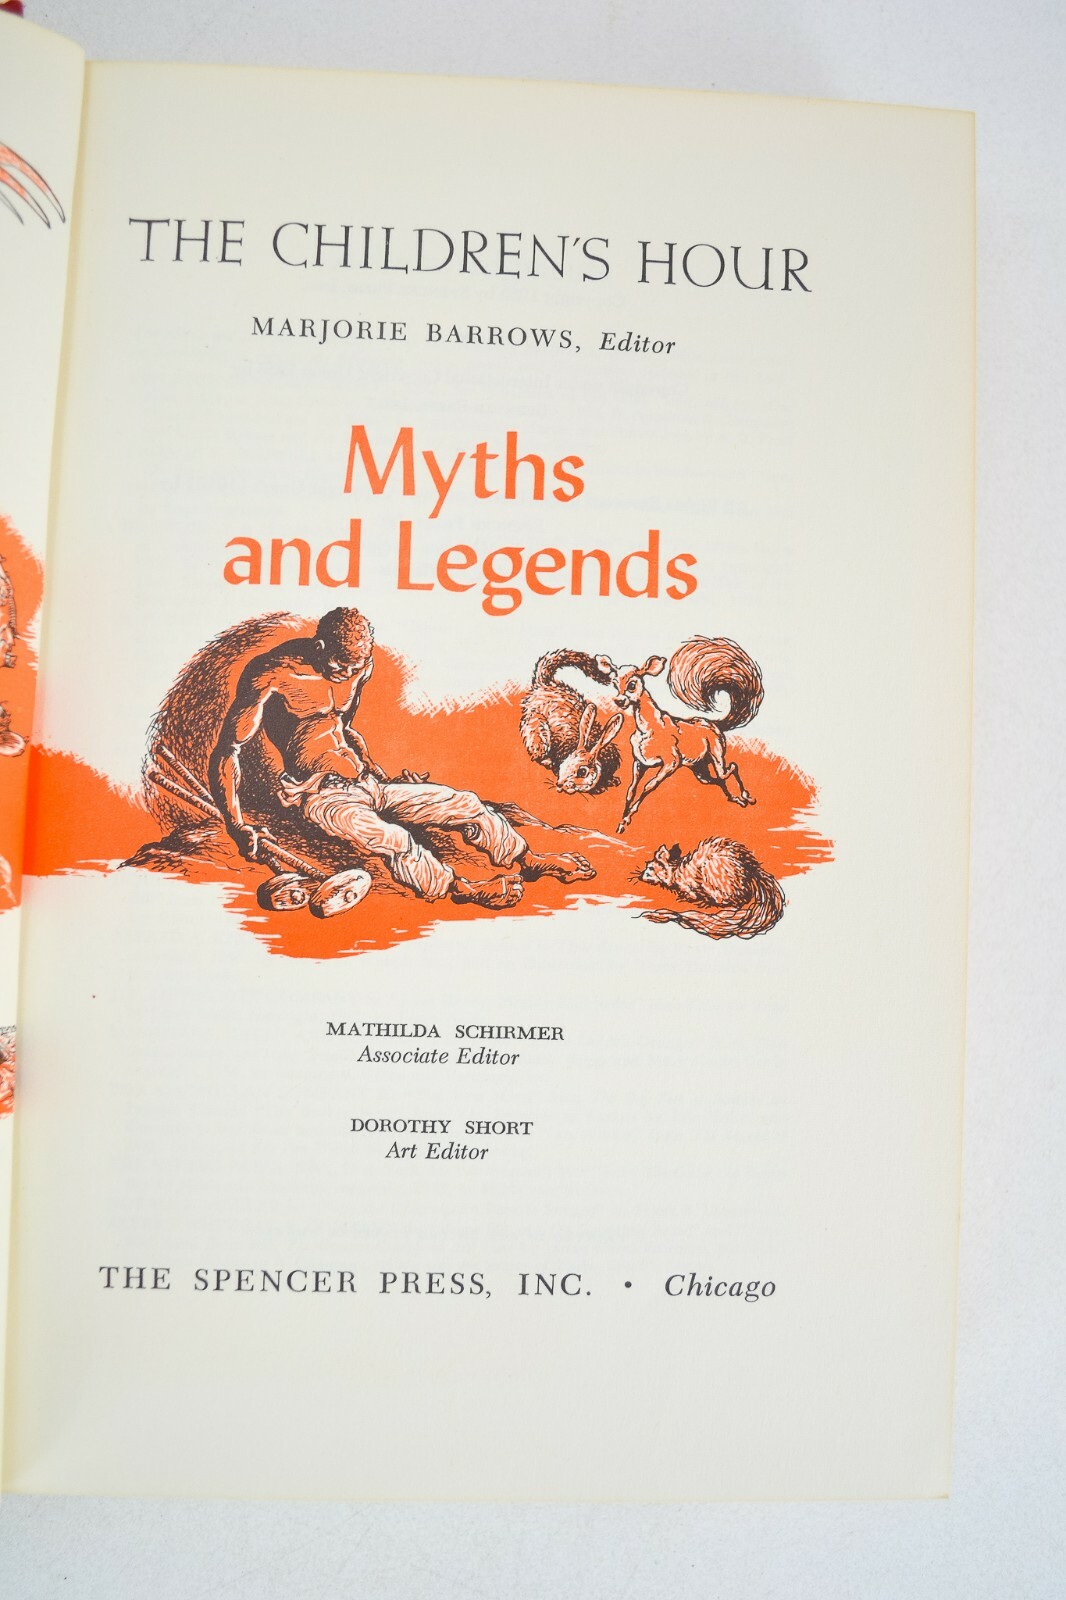 THE CHILDREN'S HOUR
MARJORIE BARROWS, Editor
Myths
and Legends
MATHILDA SCHIRMER
Associate Editor
DOROTHY SHORT
Art Editor
THE SPENCER PRESS, INC. • Chicago